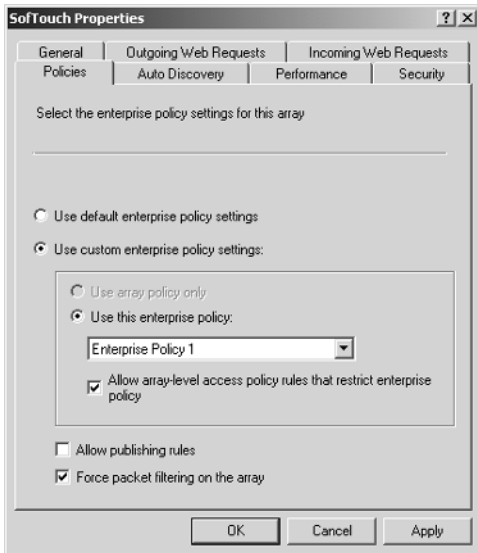 SofTouch Properties
General Outgoing Web Requests Incoming Web Requests
Policies Auto Discovery Performance Security
Select the enterprise policy settings for this array
Use default enterprise policy settings
Use custom enterprise policy settings:
Use array policy only
Use this enterprise policy:
Enterprise Policy 1
Allow array-level access policy rules that restrict enterprise
policy
Allow publishing rules
Force packet filtering on the array
OK Cancel Apply